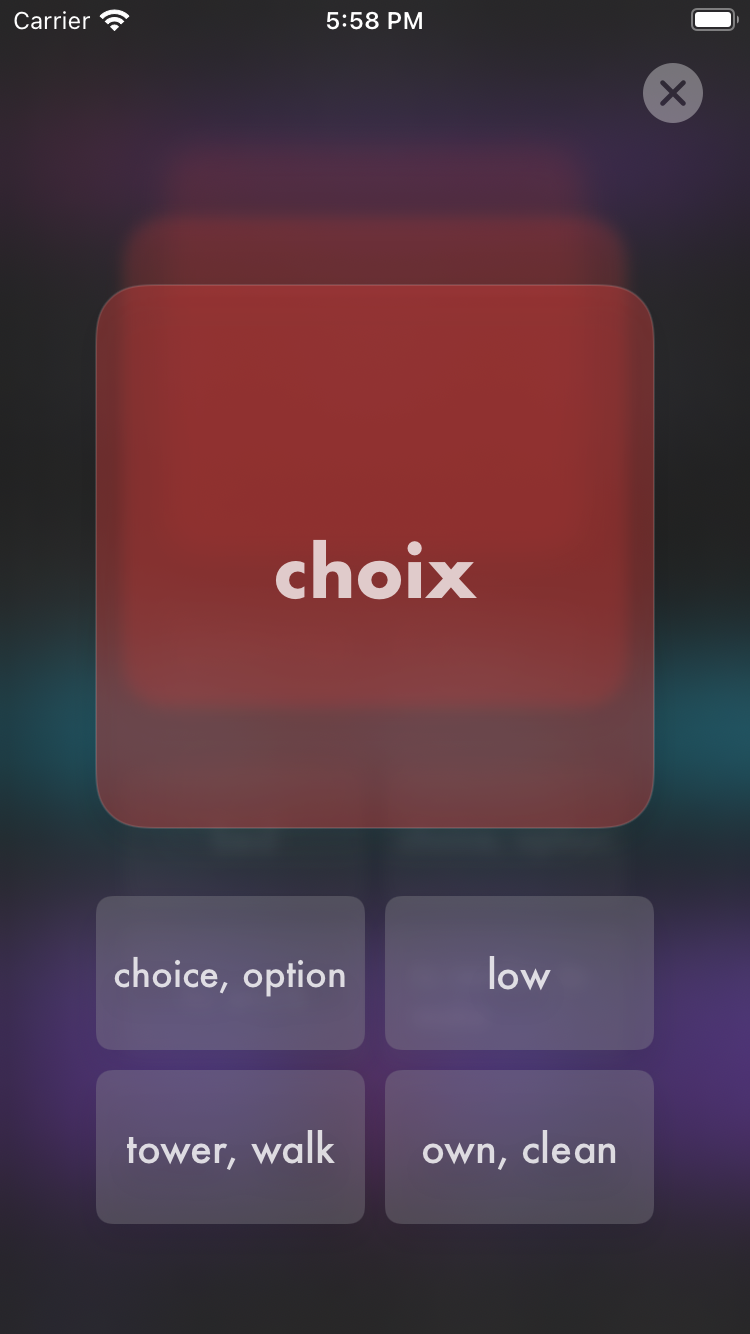 Carrier 5:58 PM
choix
choice, option
low
tower, walk
own, clean